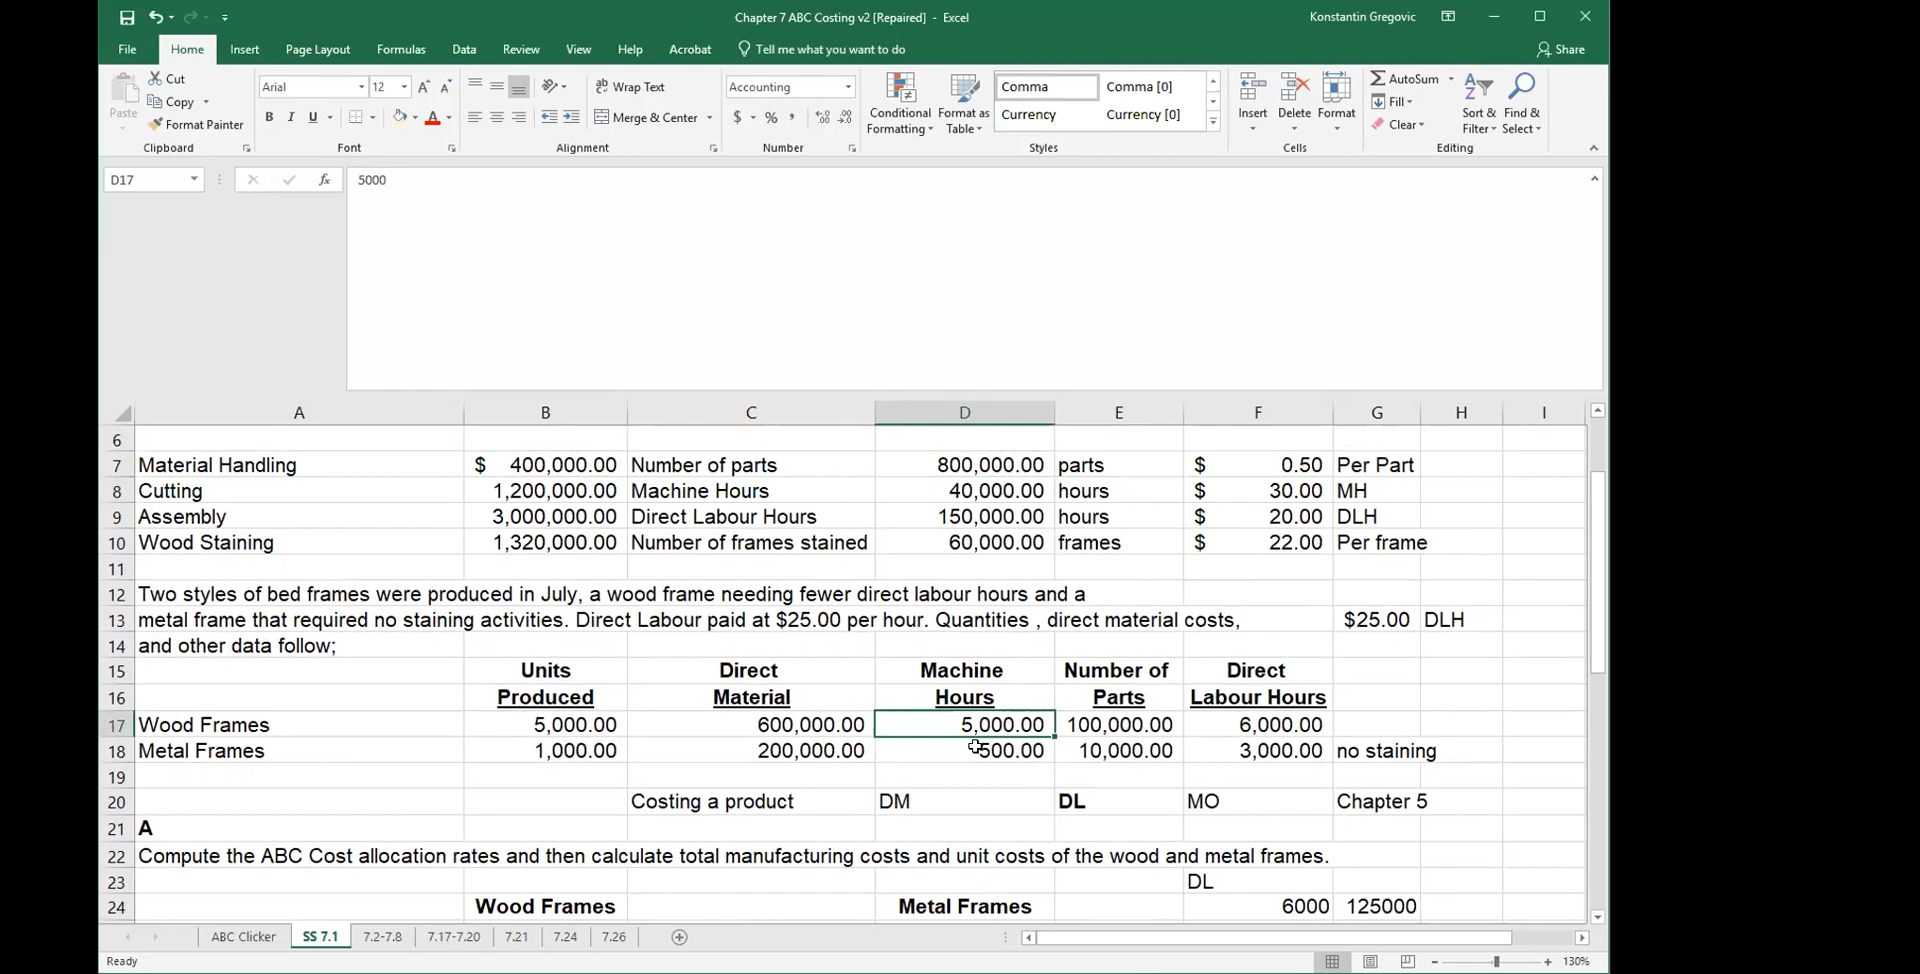 Chapter 7 ABC Costing v2 [Repaired] - Excel
Konstantin Gregovic
File Home Insert Page Layout Formulas Data Review View Help Acrobat Tell me what you want to do Share
Paste
Cut
Copy
Format Painter
Clipboard
Arial 12
B I U
Font
Wrap Text
Merge & Center
Alignment
Accounting
$ % ,
Number
Conditional Formatting
Format as Table
Comma Comma [0]
Currency Currency [0]
Styles
Insert Delete Format
Cells
AutoSum
Fill
Clear
Sort & Filter
Find & Select
Editing
D17 fx 5000
A B C D E F G H I
6
7 Material Handling $ 400,000.00 Number of parts 800,000.00 parts $ 0.50 Per Part
8 Cutting 1,200,000.00 Machine Hours 40,000.00 hours $ 30.00 MH
9 Assembly 3,000,000.00 Direct Labour Hours 150,000.00 hours $ 20.00 DLH
10 Wood Staining 1,320,000.00 Number of frames stained 60,000.00 frames $ 22.00 Per frame
11
12 Two styles of bed frames were produced in July, a wood frame needing fewer direct labour hours and a
13 metal frame that required no staining activities. Direct Labour paid at $25.00 per hour. Quantities , direct material costs, $25.00 DLH
14 and other data follow;
15 Units Direct Machine Number of Direct
16 Produced Material Hours Parts Labour Hours
17 Wood Frames 5,000.00 600,000.00 5,000.00 100,000.00 6,000.00
18 Metal Frames 1,000.00 200,000.00 500.00 10,000.00 3,000.00 no staining
19
20 Costing a product DM DL MO Chapter 5
21 A
22 Compute the ABC Cost allocation rates and then calculate total manufacturing costs and unit costs of the wood and metal frames.
23 DL
24 Wood Frames Metal Frames 6000 125000
ABC Clicker SS 7.1 7.2-7.8 7.17-7.20 7.21 7.24 7.26
Ready 130%